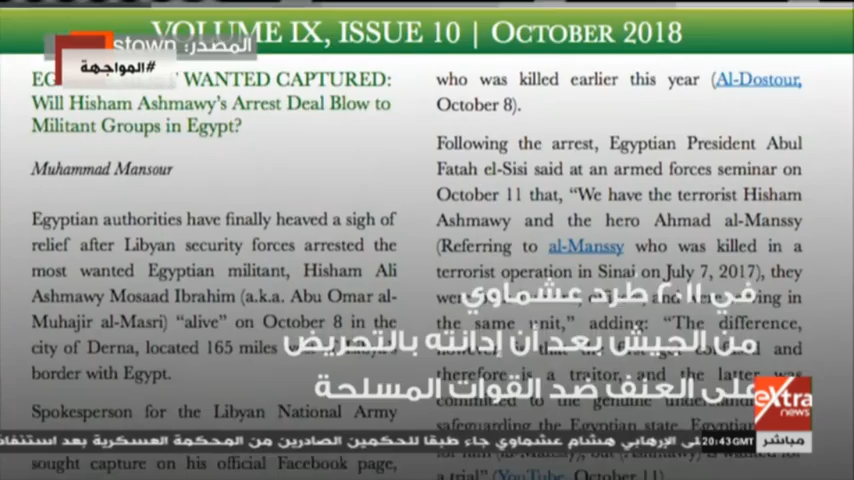 VOLUME IX, ISSUE 10 | OCTOBER 2018
المصدر: stown
#المواجهة
WANTED CAPTURED:
Will Hisham Ashmawy's Arrest Deal Blow to
Militant Groups in Egypt?
Muhammad Mansour
Egyptian authorities have finally heaved a sigh of
relief after Libyan security forces arrested the
most wanted Egyptian militant, Hisham Ali
Ashmawy Mosaad Ibrahim (a.k.a. Abu Omar al-
Muhajir al-Masri) “alive” on October 8 in the
city of Derna, located 165 miles
border with Egypt.
Spokesperson for the Libyan National Army
sought capture on his official Facebook page,
who was killed earlier this year (Al-Dostour,
October 8).
Following the arrest, Egyptian President Abul
Fatah el-Sisi said at an armed forces seminar on
October 11 that, “We have the terrorist Hisham
Ashmawy and the hero Ahmad al-Manssy
(Referring to al-Manssy who was killed in a
terrorist operation in Sinai on July 7, 2017), they
in
the same unit,” adding: “The difference,
and
therefore is a traitor, and the latter
committed to the genuine
safeguarding the Egyptian state.
a trial” (YouTube, October 11)
في ٢٠١١ طُرد عشماوي
من الجيش بعد أن إدانته بالتحريض
على العنف ضد القوات المسلحة
eXtra
news
مباشر
20:43GMT
الإرهابي هشام عشماوي جاء طبقا للحكمين الصادرين من المحكمة العسكرية بعد استنفا